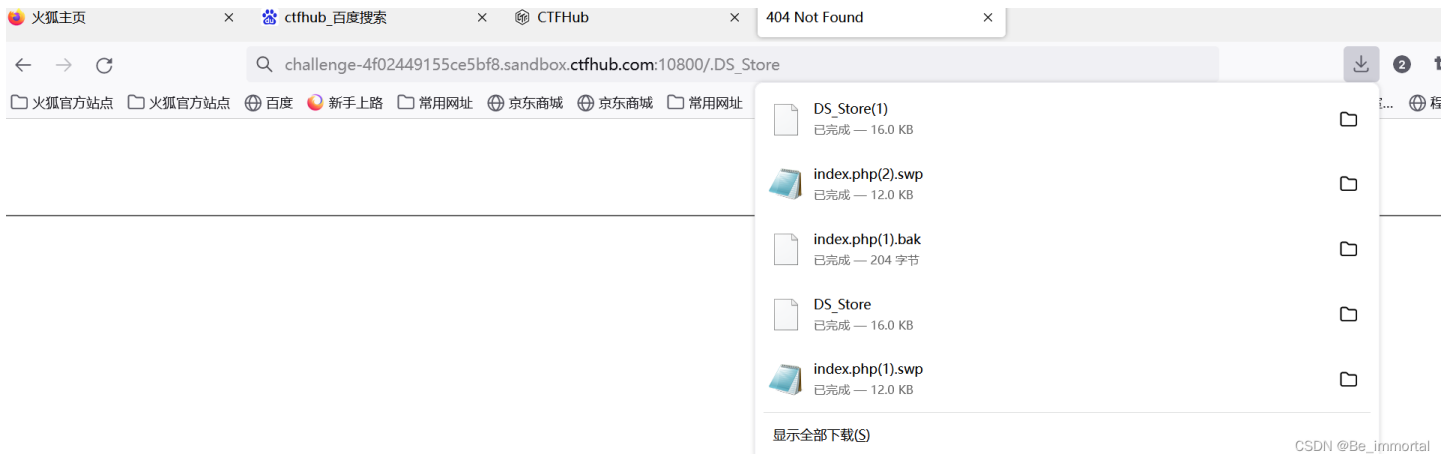 火狐主页
ctfhub_百度搜索
CTFHub
404 Not Found
challenge-4f02449155ce5bf8.sandbox.ctfhub.com:10800/.DS_Store
2
火狐官方站点 火狐官方站点 百度 新手上路 常用网址 京东商城 京东商城 常用网址 ... 程
DS_Store(1)
已完成 — 16.0 KB
index.php(2).swp
已完成 — 12.0 KB
index.php(1).bak
已完成 — 204 字节
DS_Store
已完成 — 16.0 KB
index.php(1).swp
已完成 — 12.0 KB
显示全部下载(S)
CSDN @Be_immortal